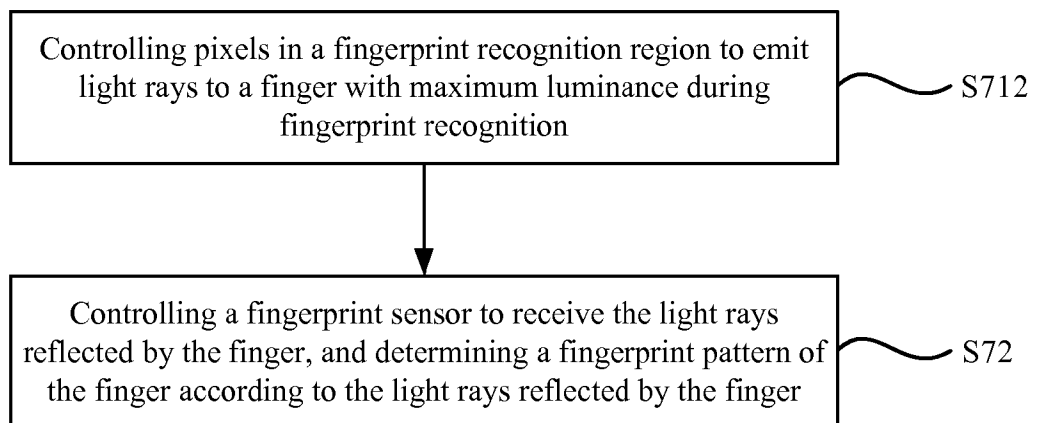 Controlling pixels in a fingerprint recognition region to emit
light rays to a finger with maximum luminance during
fingerprint recognition
S712
Controlling a fingerprint sensor to receive the light rays
reflected by the finger, and determining a fingerprint pattern of
the finger according to the light rays reflected by the finger
S72